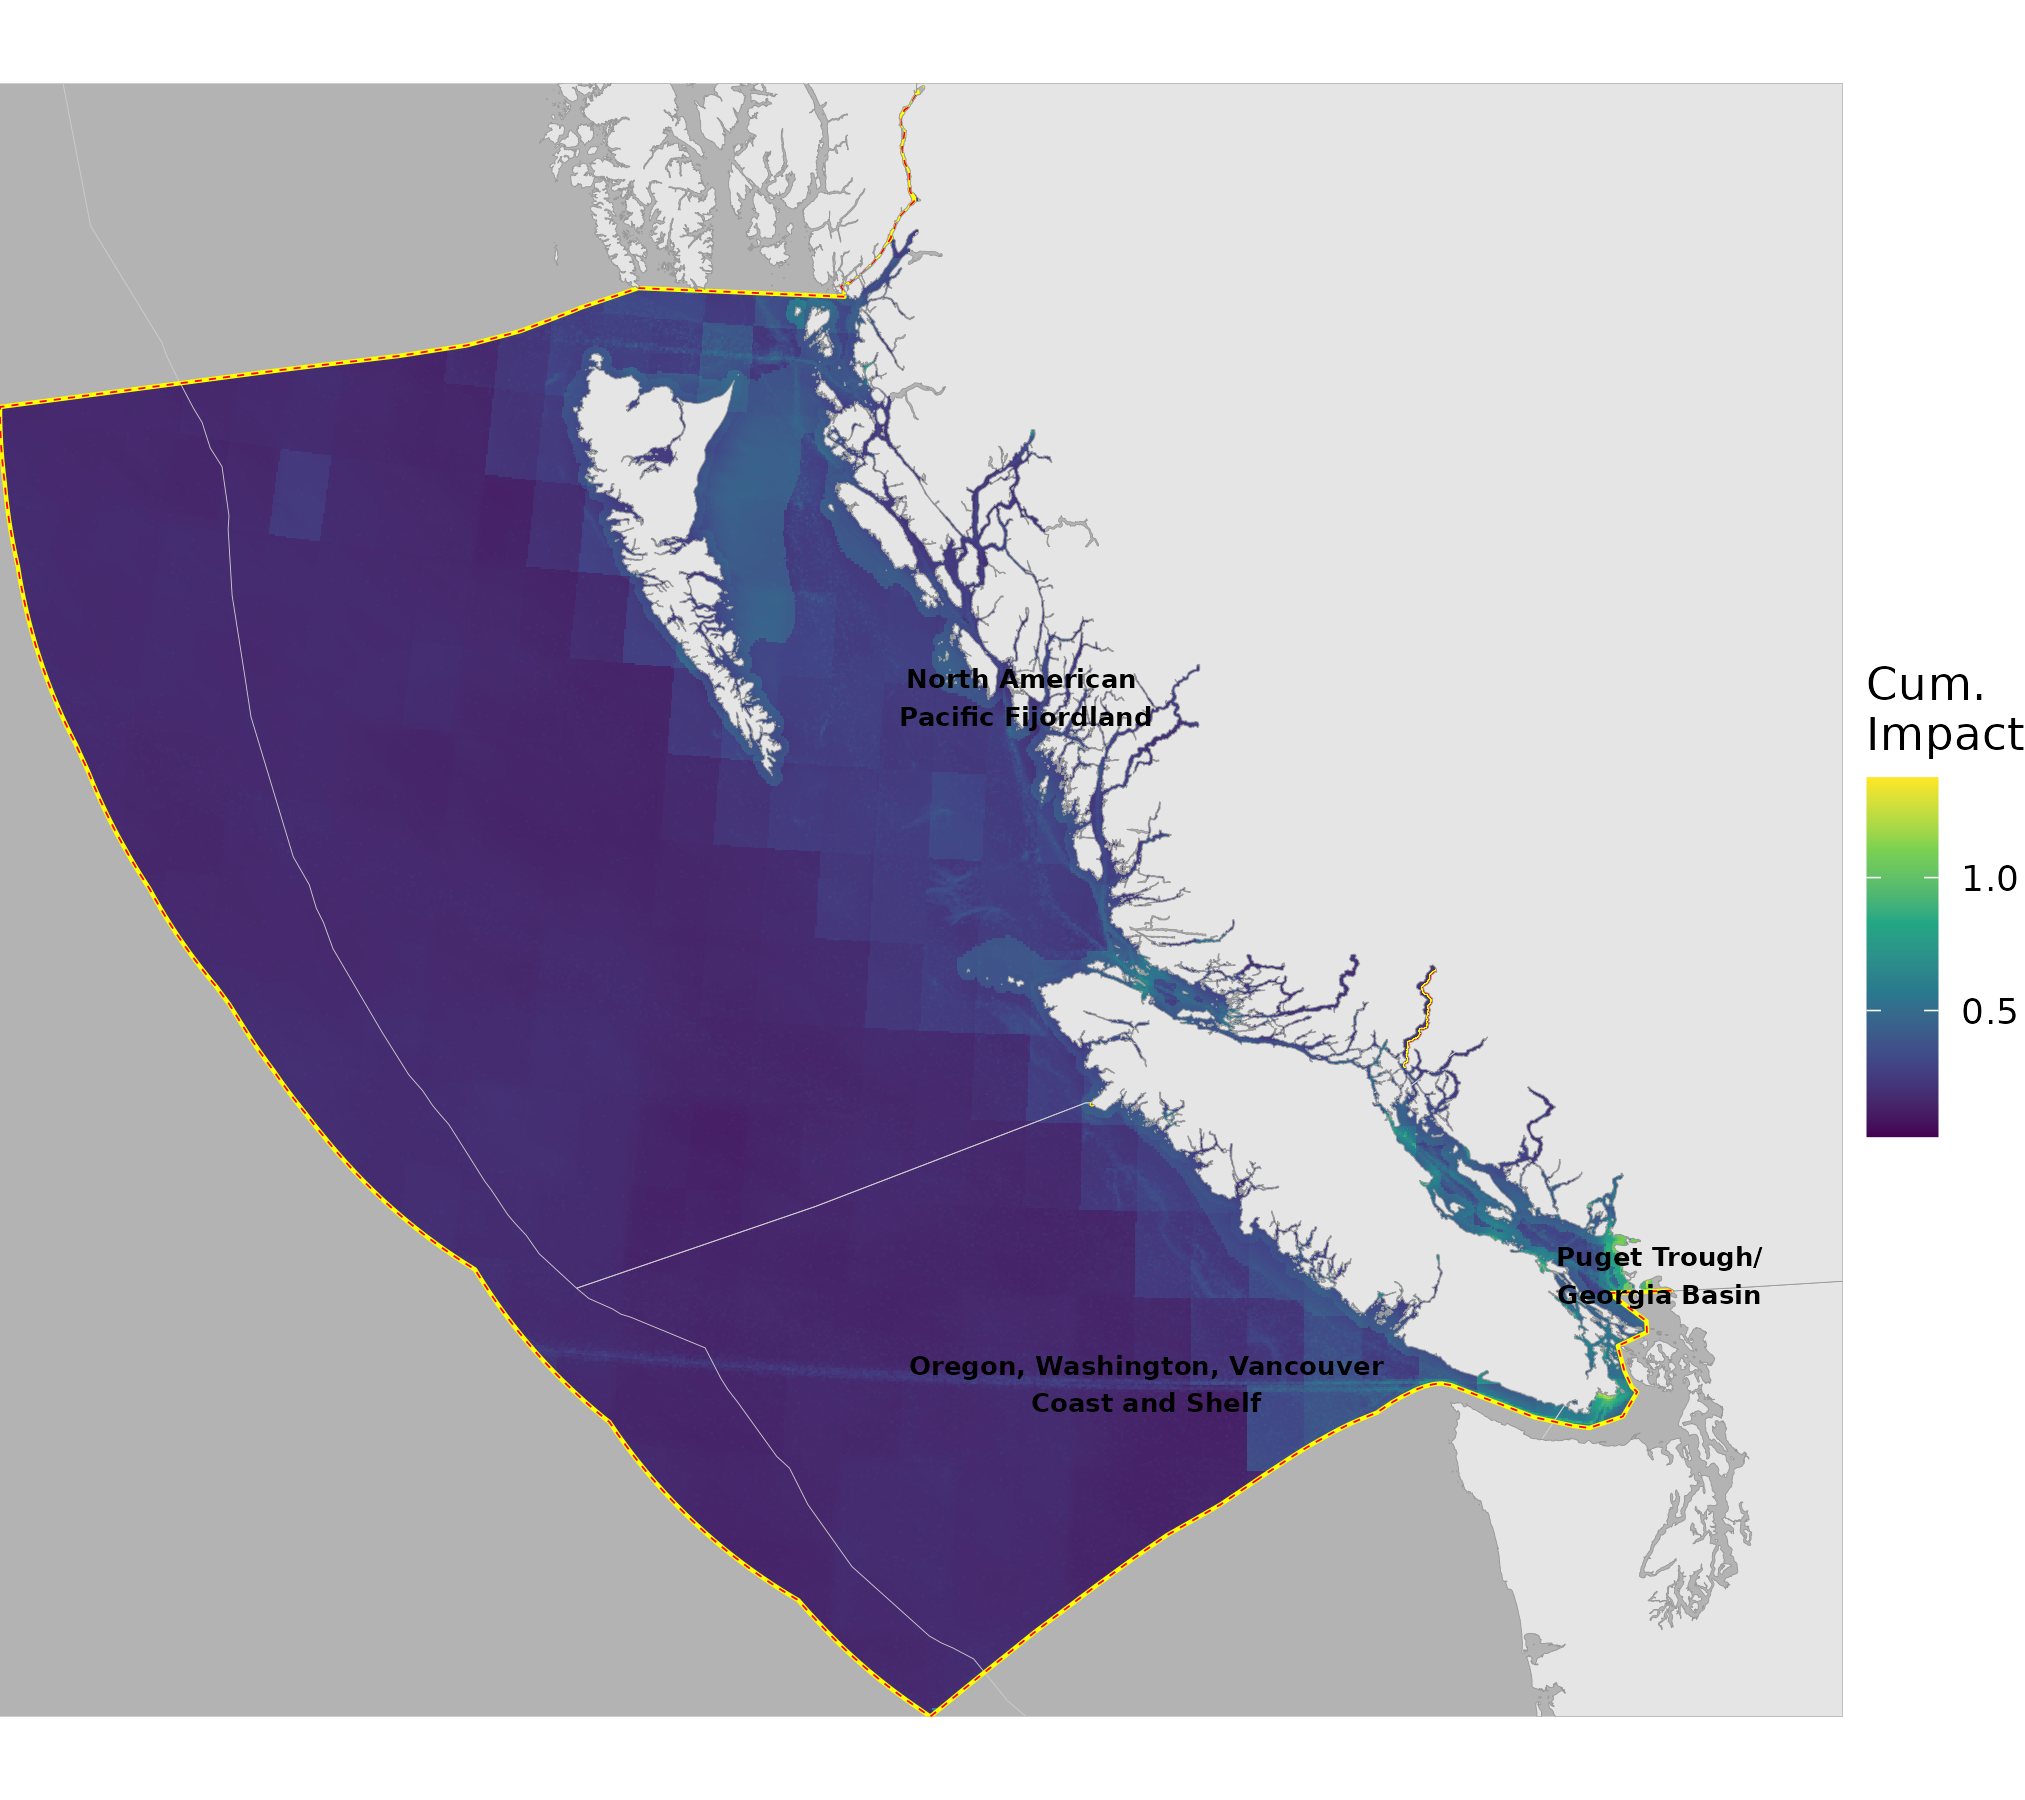 North American
Pacific Fijordland
Cum.
Impact
1.0
0.5
Puget Trough/
Georgia Basin
Oregon, Washington, Vancouver
Coast and Shelf